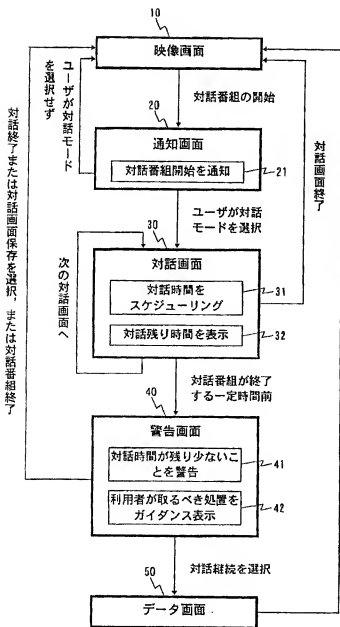 10
映像画面
対話番組の開始
ユーザが対話モード
を選択せず
20
通知画面
対話番組開始を通知
21
対話画面終了
ユーザが対話
モードを選択
対話終了または対話画面保存を選択、または対話番組終了
30
対話画面
対話時間を
スケジューリング
31
対話残り時間を表示
32
次の対話画面へ
対話番組が終了
する一定時間前
40
警告画面
対話時間が残り少ないこ
とを警告
41
利用者が取るべき処置を
ガイダンス表示
42
対話継続を選択
50
データ画面